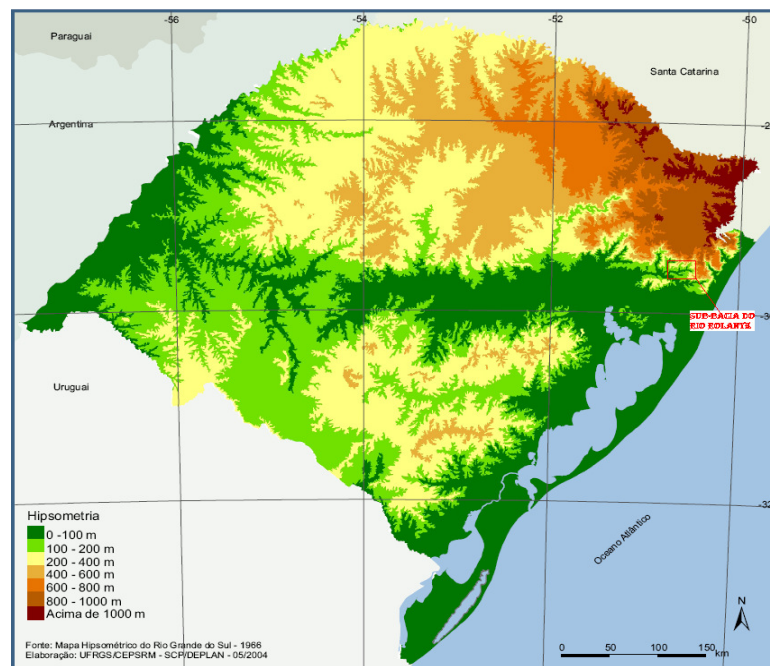 -56
-54
-52
-50
Paraguai
Santa Catarina
Argentina
-2
SUB-BACIA DO
RIO ROLANTE
-3
Uruguai
-32
Oceano Atlântico
Hipsometria
0 -100 m
100 - 200 m
200 - 400 m
400 - 600 m
600 - 800 m
800 - 1000 m
Acima de 1000 m
N
Fonte: Mapa Hipsométrico do Rio Grande do Sul - 1966
Elaboração: UFRGS/CEPSRM - SCP/DEPLAN - 05/2004
0 50 100 150
km